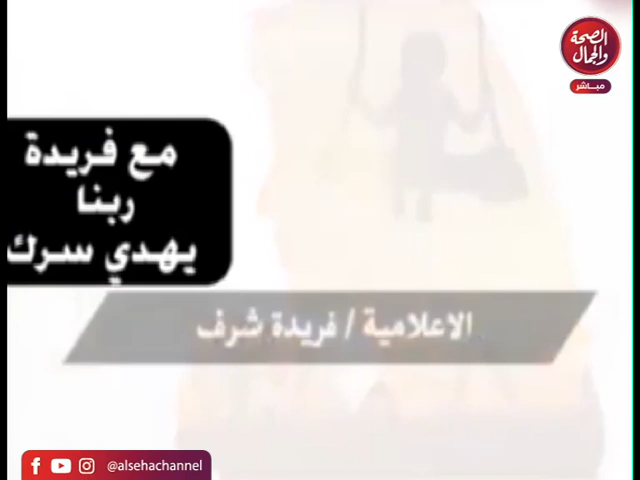 الصحة
والجمال
مباشر
مع فريدة
ربنا
يهدي سرك
الاعلامية / فريدة شرف
@alsehachannel